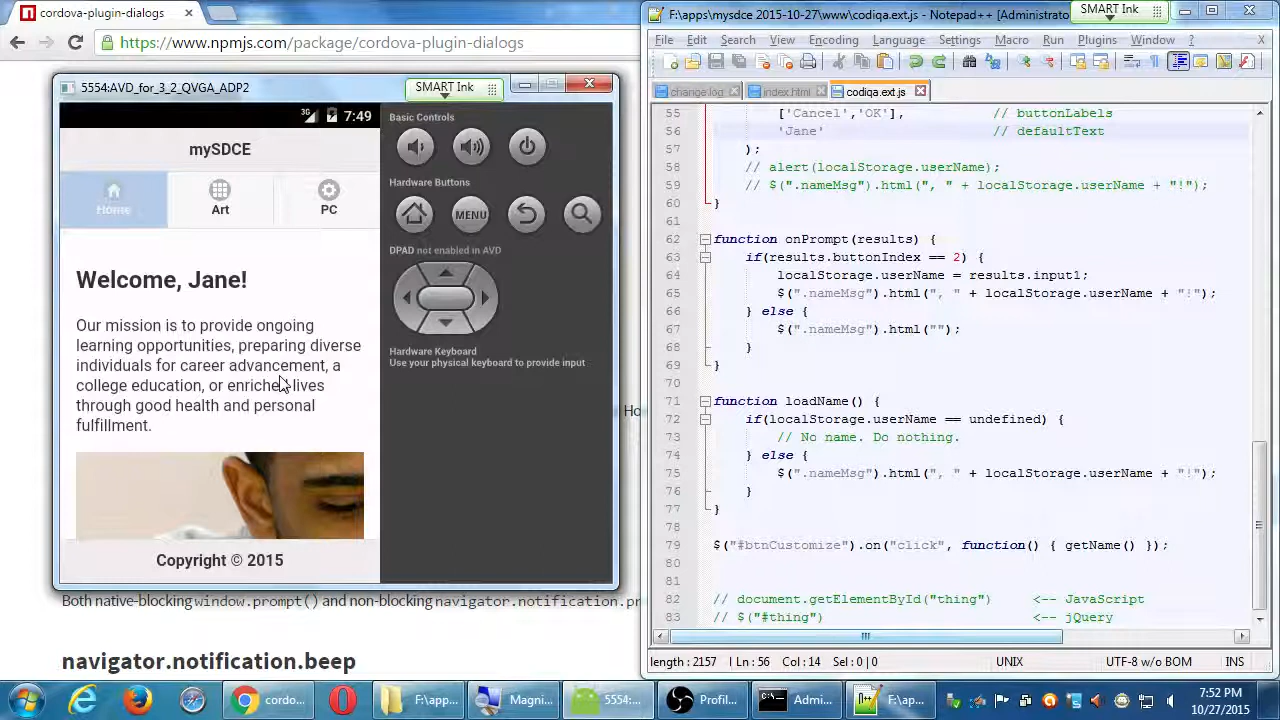 cordova-plugin-dialogs
https://www.npmjs.com/package/cordova-plugin-dialogs
5554:AVD_for_3_2_QVGA_ADP2
SMART Ink
3G
7:49
mySDCE
Home
Art
PC
Welcome, Jane!
Our mission is to provide ongoing
learning opportunities, preparing diverse
individuals for career advancement, a
college education, or enriched lives
through good health and personal
fulfillment.
Copyright © 2015
Basic Controls
Hardware Buttons
MENU
DPAD not enabled in AVD
Hardware Keyboard
Use your physical keyboard to provide input
Ho
Both native-blocking window.prompt() and non-blocking navigator.notification.pr
navigator.notification.beep
F:\apps\mysdce 2015-10-27\www\codiqa.ext.js - Notepad++ [Administrato
SMART Ink
File Edit Search View Encoding Language Settings Macro Run Plugins Window ? X
change.log
index.html
codiqa.ext.js
55 ['Cancel','OK'], // buttonLabels
56 'Jane' // defaultText
57 );
58 // alert(localStorage.userName);
59 // $(".nameMsg").html(", " + localStorage.userName + "!");
60 }
61
62 function onPrompt(results) {
63 if(results.buttonIndex == 2) {
64 localStorage.userName = results.input1;
65 $(".nameMsg").html(", " + localStorage.userName + "!");
66 } else {
67 $(".nameMsg").html("");
68 }
69 }
70
71 function loadName() {
72 if(localStorage.userName == undefined) {
73 // No name. Do nothing.
74 } else {
75 $(".nameMsg").html(", " + localStorage.userName + "!");
76 }
77 }
78
79 $("#btnCustomize").on("click", function() { getName() });
80
81
82 // document.getElementById("thing") <-- JavaScript
83 // $("#thing") <-- jQuery
length : 2157 Ln : 56 Col : 14 Sel : 0 | 0 UNIX UTF-8 w/o BOM INS
cordo...
F:\app...
Magni...
5554:...
Profil...
Admi...
F:\ap...
7:52 PM
10/27/2015